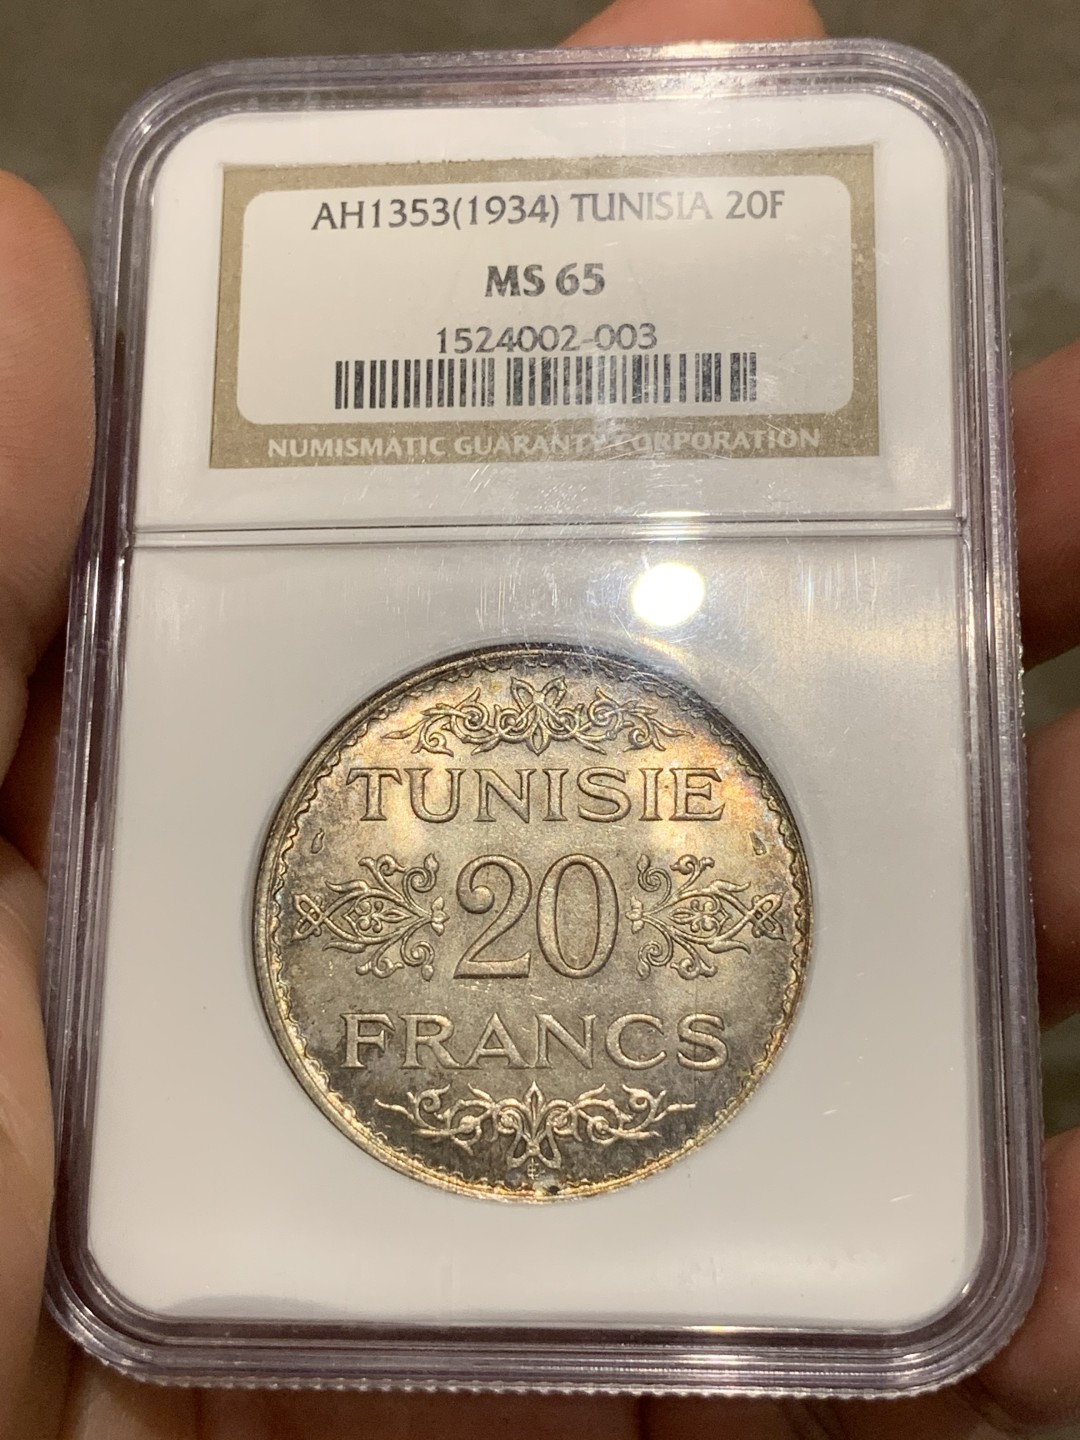 AH1353(1934) TUNISIA 20F
MS 65
1524002-003
NUMISMATIC GUARANTY CORPORATION
TUNISIE
20
FRANCS